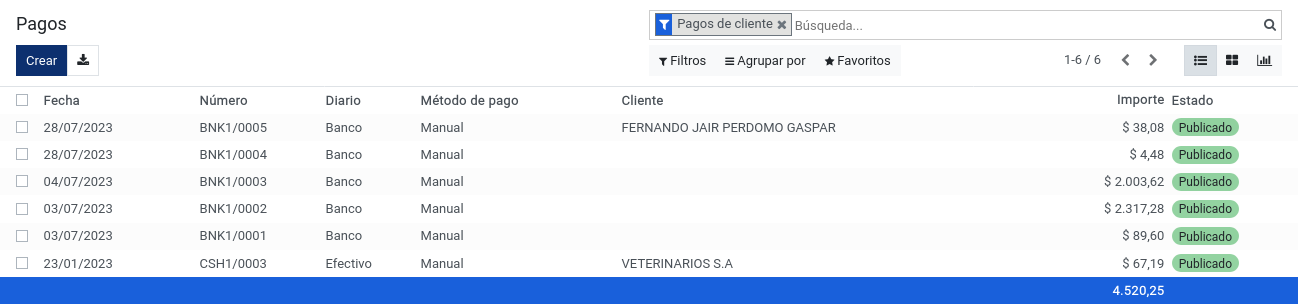 Pagos
Pagos de cliente Búsqueda...
Crear
Filtros Agrupar por Favoritos 1-6 / 6
Fecha Número Diario Método de pago Cliente Importe Estado
28/07/2023 BNK1/0005 Banco Manual FERNANDO JAIR PERDOMO GASPAR $ 38,08 Publicado
28/07/2023 BNK1/0004 Banco Manual $ 4,48 Publicado
04/07/2023 BNK1/0003 Banco Manual $ 2.003,62 Publicado
03/07/2023 BNK1/0002 Banco Manual $ 2.317,28 Publicado
03/07/2023 BNK1/0001 Banco Manual $ 89,60 Publicado
23/01/2023 CSH1/0003 Efectivo Manual VETERINARIOS S.A $ 67,19 Publicado
4.520,25